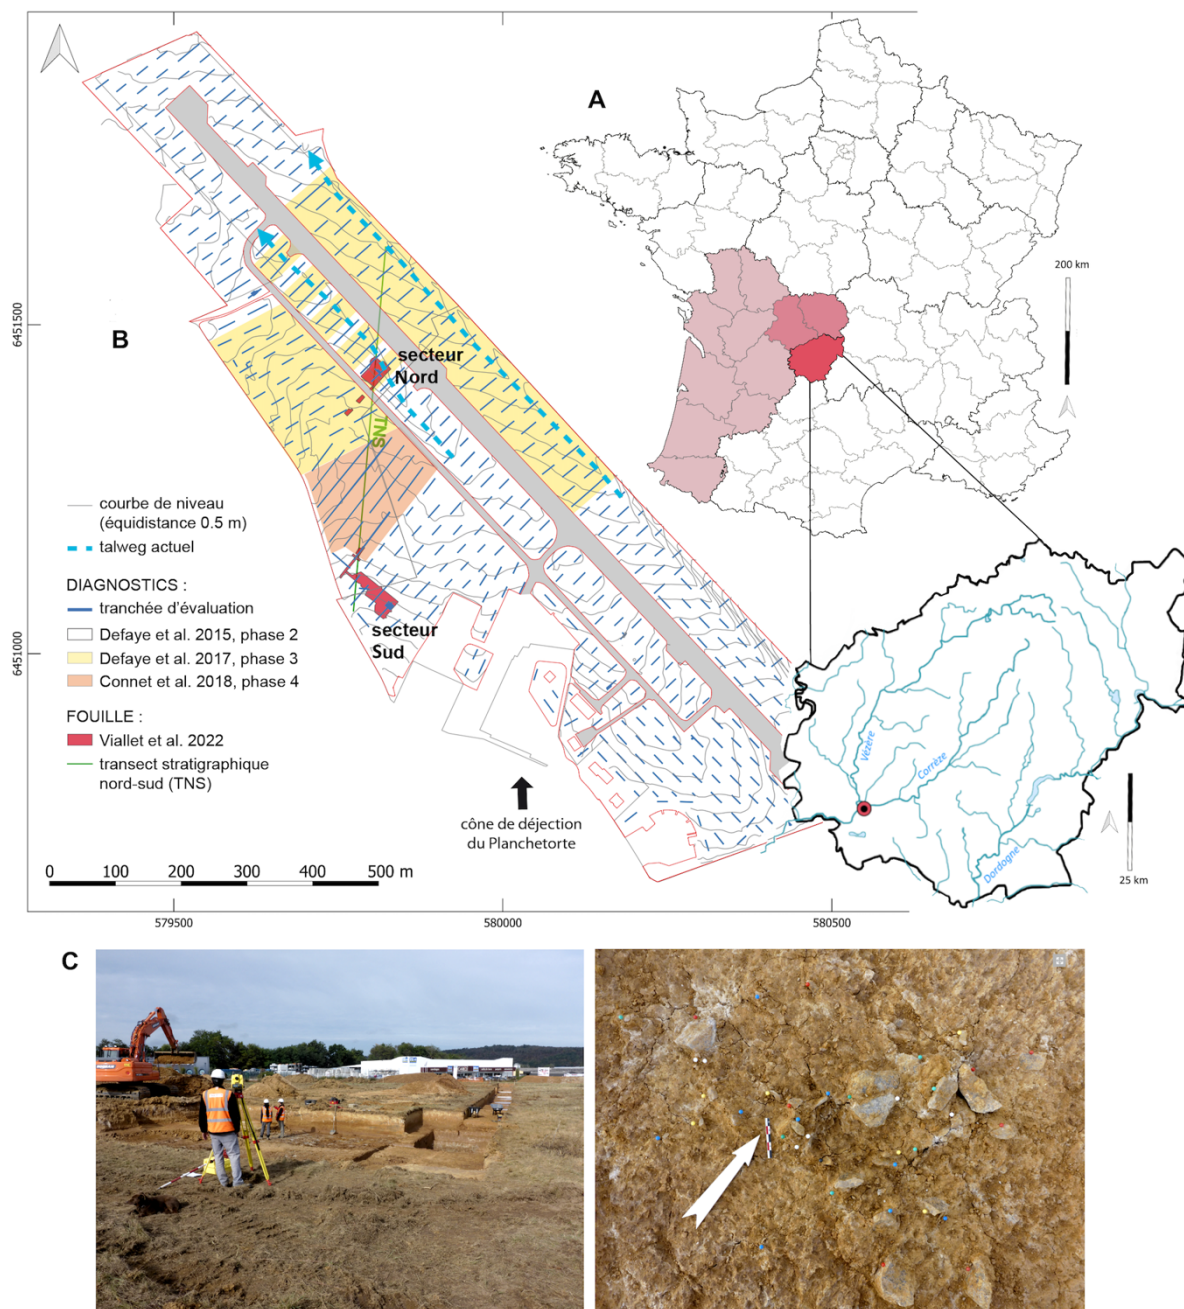 A
200 km
6451500
B
secteur
Nord
TNS
courbe de niveau
(équidistance 0.5 m)
talweg actuel
DIAGNOSTICS :
tranchée d'évaluation
Defaye et al. 2015, phase 2
Defaye et al. 2017, phase 3
Connet et al. 2018, phase 4
FOUILLE :
Viallet et al. 2022
transect stratigraphique
nord-sud (TNS)
secteur
Sud
6451000
cône de déjection
du Planchetorte
0 100 200 300 400 500 m
579500 580000 580500
Vézère
Corrèze
Dordogne
25 km
C